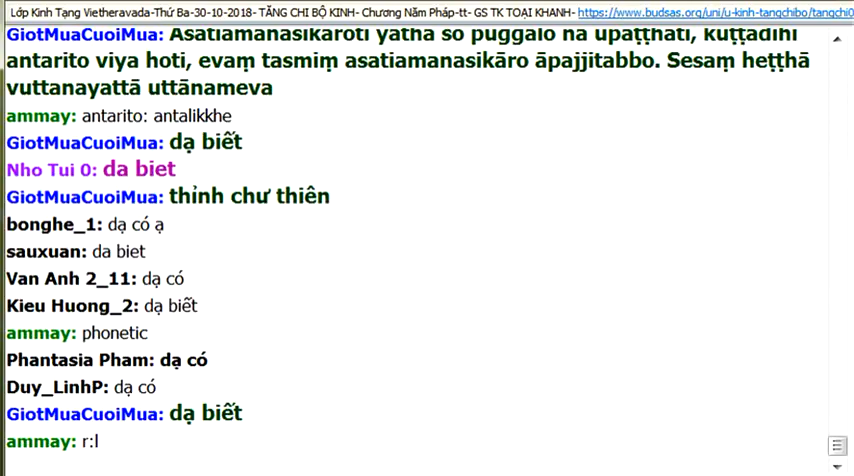 Lớp Kinh Tạng Vietheravada-Thứ Ba-30-10-2018- TĂNG CHI BỘ KINH- Chương Năm Pháp-tt- GS TK TOẠI KHANH- https://www.budsas.org/uni/u-kinh-tangchibo/tangchi0
GiotMuaCuoiMua: Asatiamanasikāroti yathā so puggalo na upaṭṭhāti, kuṭṭādīhi
antarito viya hoti, evaṃ tasmiṃ asatiamanasikāro āpajjitabbo. Sesaṃ heṭṭhā
vuttanayattā uttānameva
ammay: antarito: antalikkhe
GiotMuaCuoiMua: dạ biết
Nho Tui 0: da biet
GiotMuaCuoiMua: thỉnh chư thiên
bonghe_1: dạ có ạ
sauxuan: da biet
Van Anh 2_11: dạ có
Kieu Huong_2: dạ biết
ammay: phonetic
Phantasia Pham: dạ có
Duy_LinhP: dạ có
GiotMuaCuoiMua: dạ biết
ammay: r:l